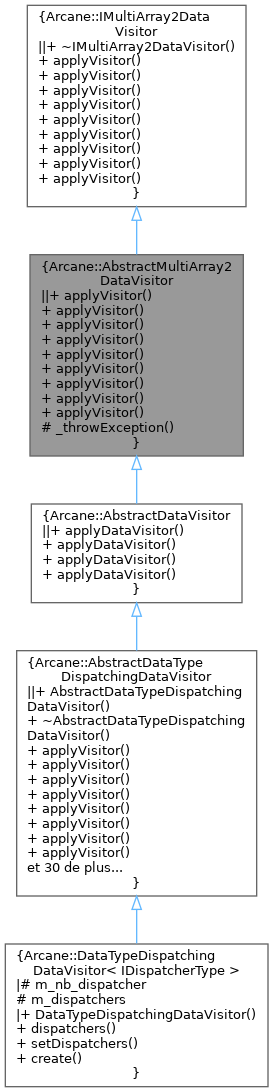 {Arcane::IMultiArray2Data
Visitor
||+ ~IMultiArray2DataVisitor()
+ applyVisitor()
+ applyVisitor()
+ applyVisitor()
+ applyVisitor()
+ applyVisitor()
+ applyVisitor()
+ applyVisitor()
+ applyVisitor()
+ applyVisitor()
}
{Arcane::AbstractMultiArray2
DataVisitor
||+ applyVisitor()
+ applyVisitor()
+ applyVisitor()
+ applyVisitor()
+ applyVisitor()
+ applyVisitor()
+ applyVisitor()
+ applyVisitor()
+ applyVisitor()
# _throwException()
}
{Arcane::AbstractDataVisitor
||+ applyDataVisitor()
+ applyDataVisitor()
+ applyDataVisitor()
+ applyDataVisitor()
}
{Arcane::AbstractDataType
DispatchingDataVisitor
||+ AbstractDataTypeDispatching
DataVisitor()
+ ~AbstractDataTypeDispatching
DataVisitor()
+ applyVisitor()
+ applyVisitor()
+ applyVisitor()
+ applyVisitor()
+ applyVisitor()
+ applyVisitor()
+ applyVisitor()
+ applyVisitor()
et 30 de plus...
}
{Arcane::DataTypeDispatching
DataVisitor< IDispatcherType >
|# m_nb_dispatcher
# m_dispatchers
|+ DataTypeDispatchingDataVisitor()
+ dispatchers()
+ setDispatchers()
+ create()
}